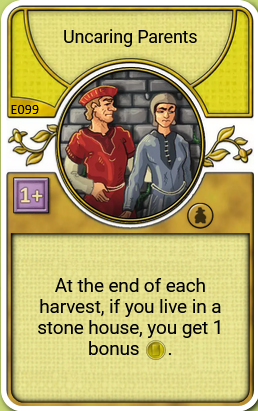 Uncaring Parents
E099
1+
At the end of each
harvest, if you live in a
stone house, you get 1
bonus .